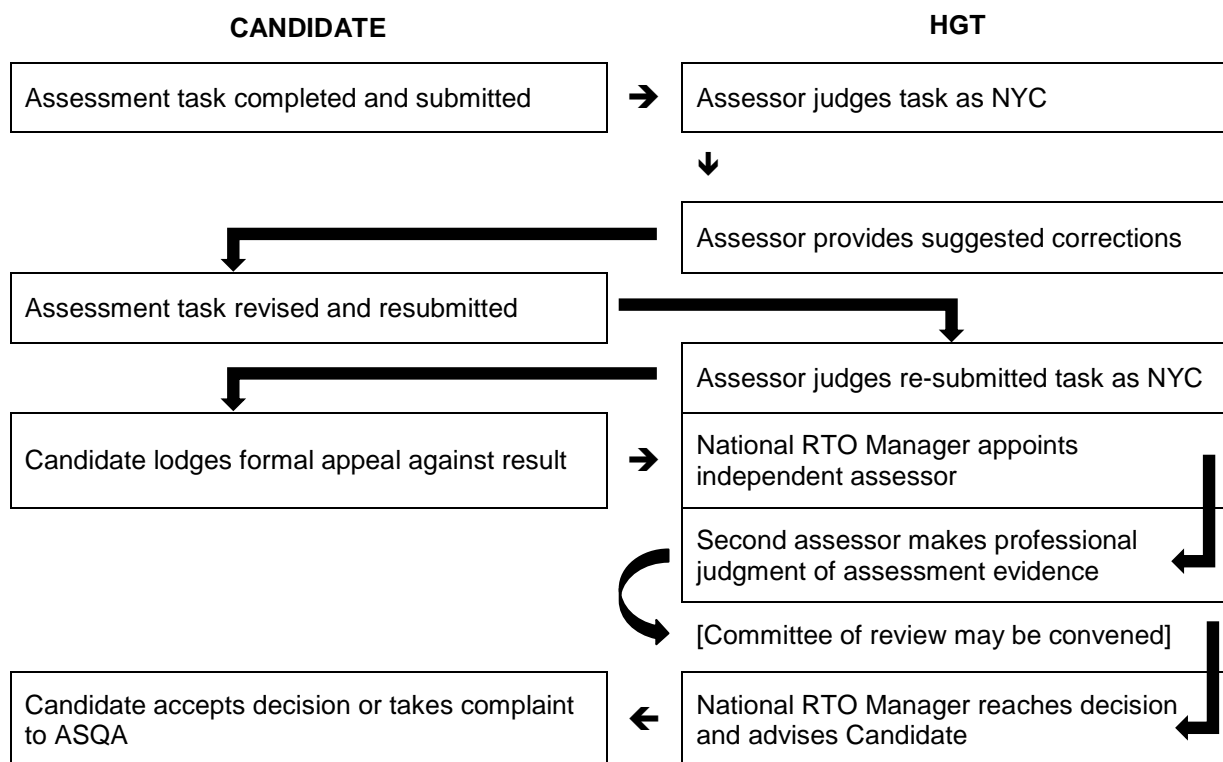 CANDIDATE
HGT
Assessment task completed and submitted
Assessor judges task as NYC
Assessor provides suggested corrections
Assessment task revised and resubmitted
Assessor judges re-submitted task as NYC
Candidate lodges formal appeal against result
National RTO Manager appoints
independent assessor
Second assessor makes professional
judgment of assessment evidence
[Committee of review may be convened]
Candidate accepts decision or takes complaint
to ASQA
National RTO Manager reaches decision
and advises Candidate